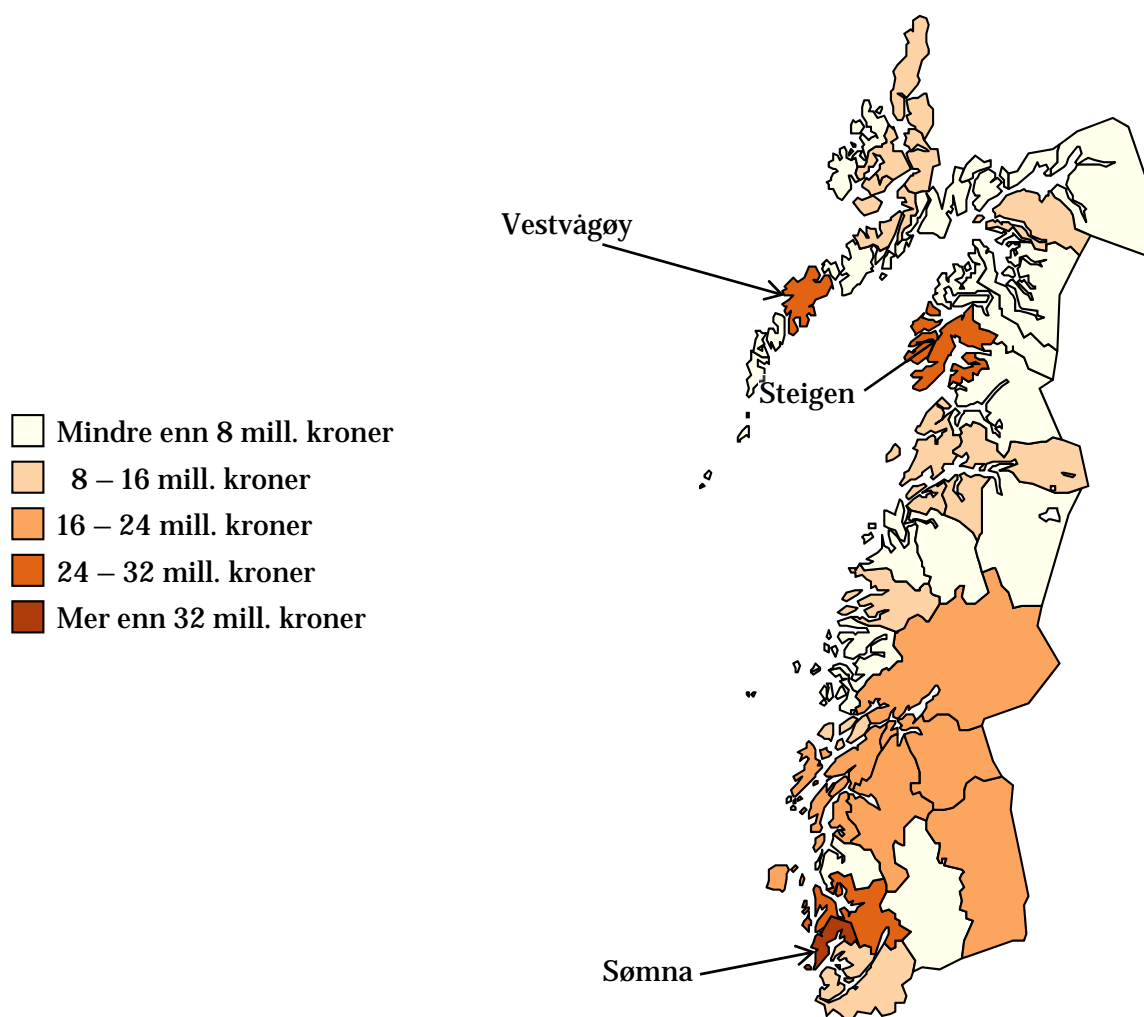 Vestvågøy
Steigen
Mindre enn 8 mill. kroner
8 – 16 mill. kroner
16 – 24 mill. kroner
24 – 32 mill. kroner
Mer enn 32 mill. kroner
Sømna